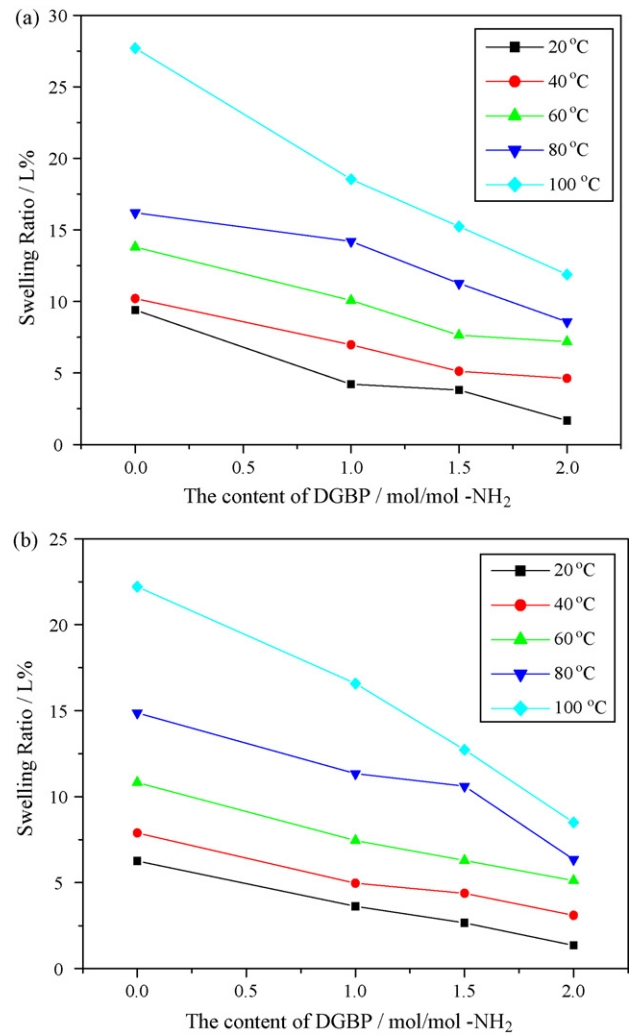 (a)
30
25
20
15
10
5
0
Swelling Ratio / L%
20 °C
40 °C
60 °C
80 °C
100 °C
0.0 0.5 1.0 1.5 2.0
The content of DGBP / mol/mol -NH₂
(b)
25
20
15
10
5
0
Swelling Ratio / L%
20 °C
40 °C
60 °C
80 °C
100 °C
0.0 0.5 1.0 1.5 2.0
The content of DGBP / mol/mol -NH₂